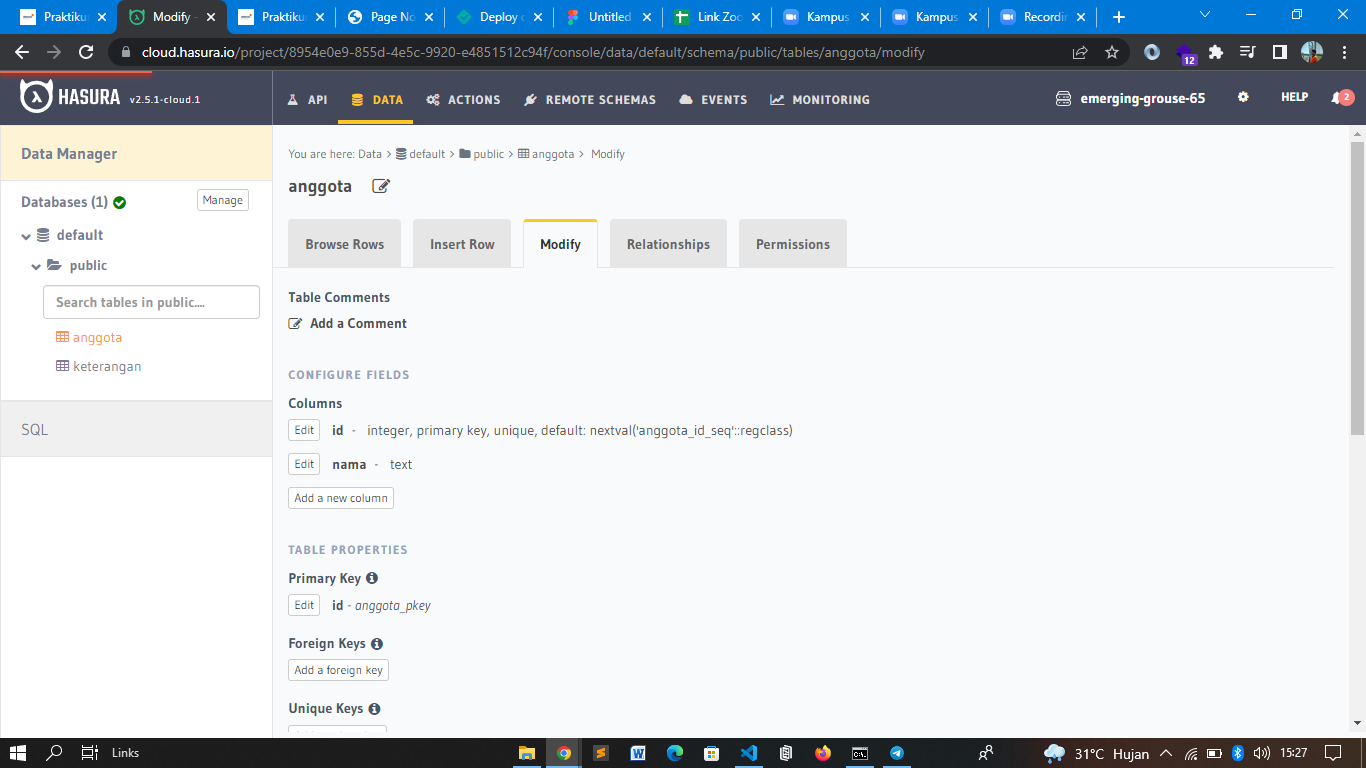 Praktikur
Modify -
Praktikur
Page No
Deploy
Untitled
Link Zoo
Kampus
Kampus
Recordin
cloud.hasura.io/project/8954e0e9-855d-4e5c-9920-e4851512c94f/console/data/default/schema/public/tables/anggota/modify
12
HASURA v2.5.1-cloud.1
API
DATA
ACTIONS
REMOTE SCHEMAS
EVENTS
MONITORING
emerging-grouse-65
HELP
2
Data Manager
Databases (1)
Manage
default
public
Search tables in public....
anggota
keterangan
SQL
You are here: Data > default > public > anggota > Modify
anggota
Browse Rows
Insert Row
Modify
Relationships
Permissions
Table Comments
Add a Comment
CONFIGURE FIELDS
Columns
Edit id - integer, primary key, unique, default: nextval('anggota_id_seq'::regclass)
Edit nama - text
Add a new column
TABLE PROPERTIES
Primary Key
Edit id - anggota_pkey
Foreign Keys
Add a foreign key
Unique Keys
Links
31°C Hujan
15:27